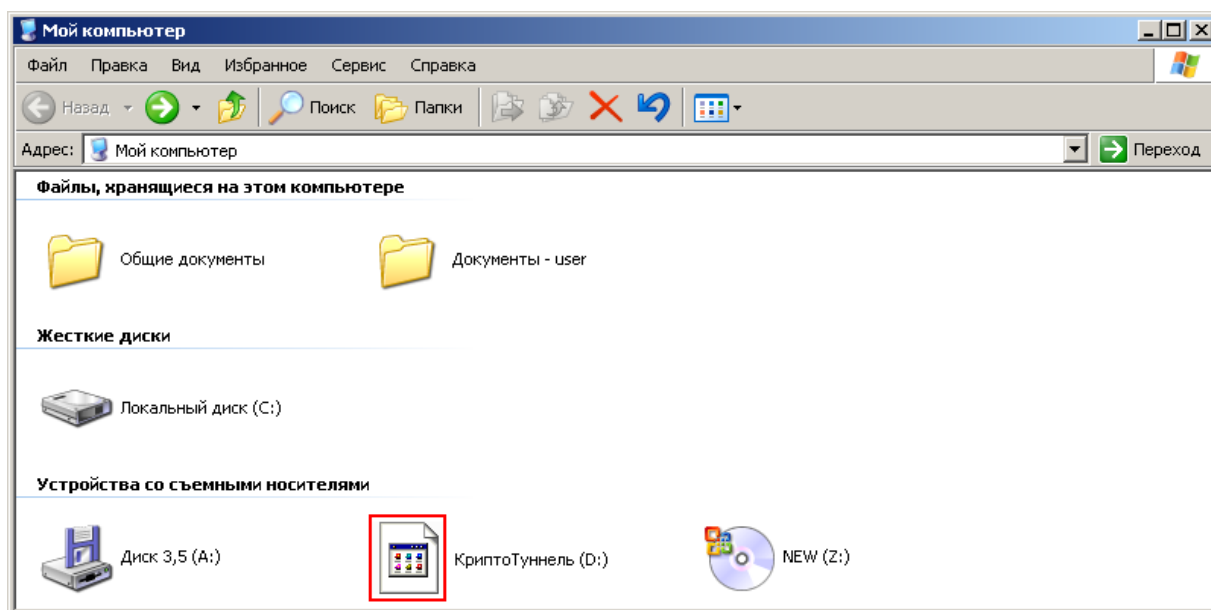 Мой компьютер
Файл Правка Вид Избранное Сервис Справка
Назад Поиск Папки
Адрес: Мой компьютер Переход
Файлы, хранящиеся на этом компьютере
Общие документы Документы - user
Жесткие диски
Локальный диск (C:)
Устройства со съемными носителями
Диск 3,5 (A:) КриптоТуннель (D:) NEW (Z:)